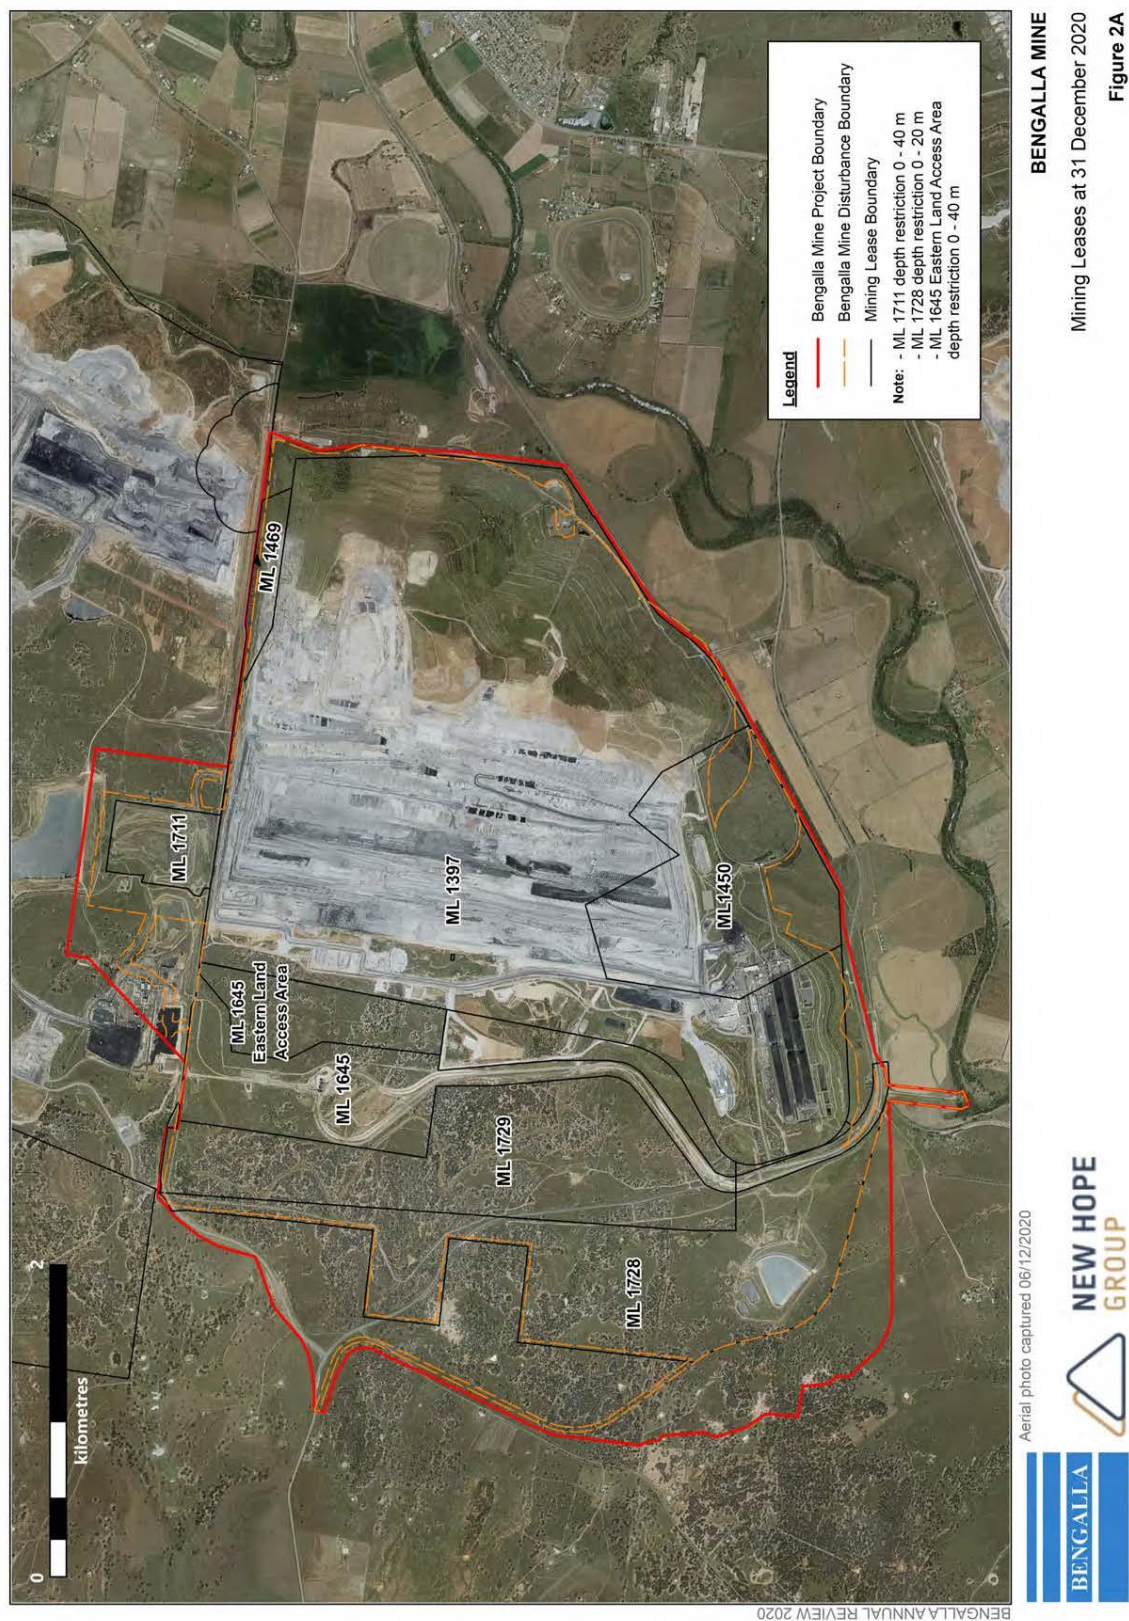 0
2
kilometres
ML 1711
ML 1469
ML 1645
Eastern Land
Access Area
ML 1645
ML 1397
ML1450
ML 1729
ML 1728
Legend
Bengalla Mine Project Boundary
Bengalla Mine Disturbance Boundary
Mining Lease Boundary
Note: - ML 1711 depth restriction 0 - 40 m
- ML 1728 depth restriction 0 - 20 m
- ML 1645 Eastern Land Access Area
depth restriction 0 - 40 m
Aerial photo captured 06/12/2020
BENGALLA
NEW HOPE
GROUP
BENGALLA MINE
Mining Leases at 31 December 2020
Figure 2A
BENGALLA ANNUAL REVIEW 2020